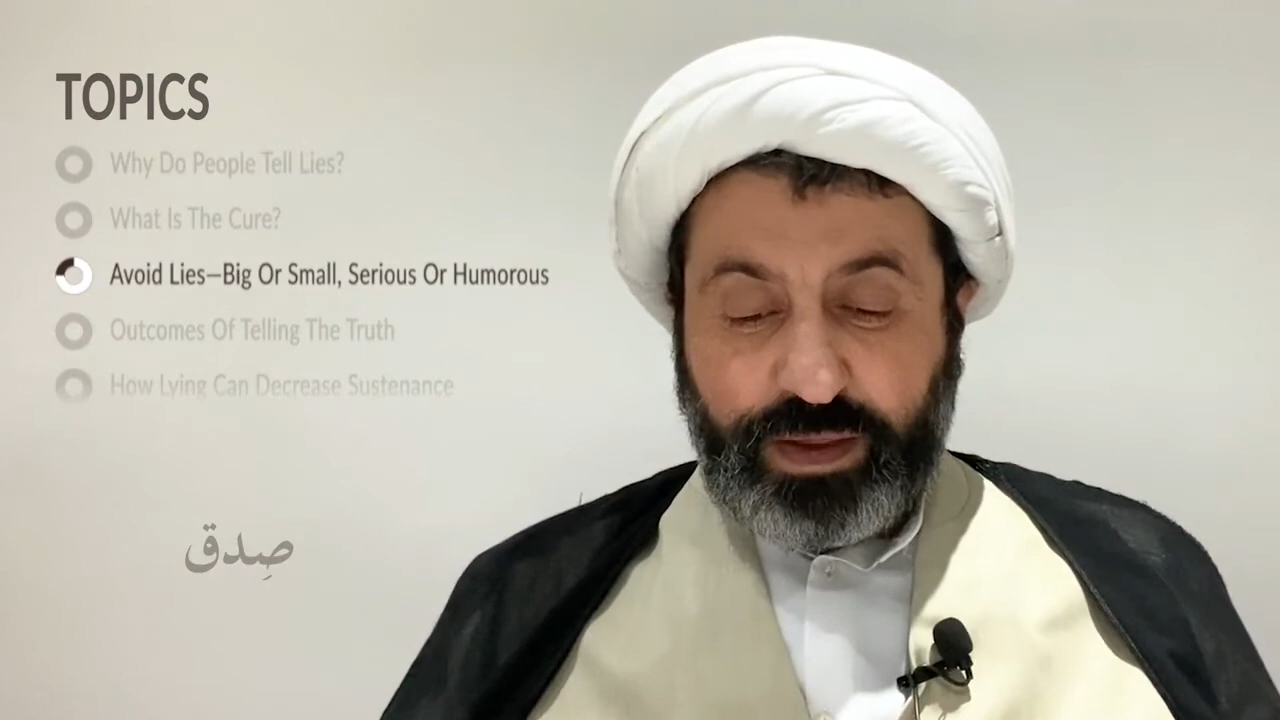 TOPICS
Why Do People Tell Lies?
What Is The Cure?
Avoid Lies—Big Or Small, Serious Or Humorous
Outcomes Of Telling The Truth
How Lying Can Decrease Sustenance
صِدق